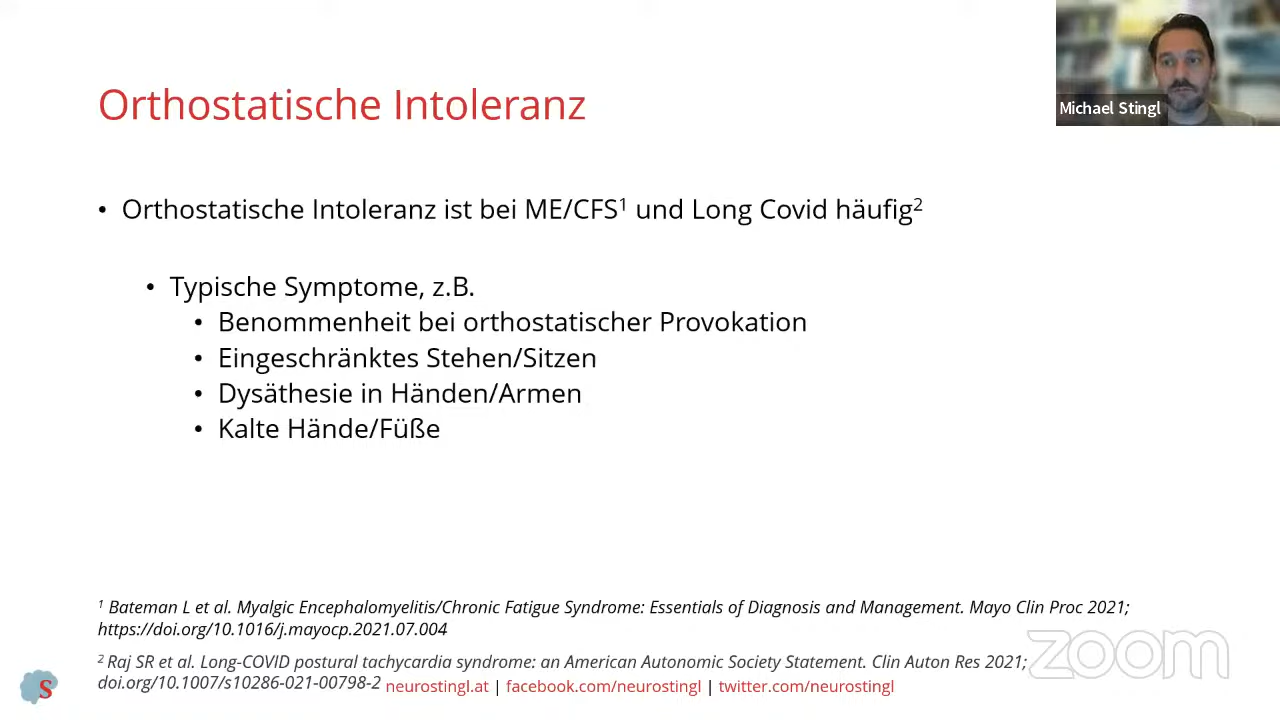 Michael Stingl
Orthostatische Intoleranz
• Orthostatische Intoleranz ist bei ME/CFS¹ und Long Covid häufig²
• Typische Symptome, z.B.
• Benommenheit bei orthostatischer Provokation
• Eingeschränktes Stehen/Sitzen
• Dysäthesie in Händen/Armen
• Kalte Hände/Füße
¹ Bateman L et al. Myalgic Encephalomyelitis/Chronic Fatigue Syndrome: Essentials of Diagnosis and Management. Mayo Clin Proc 2021;
https://doi.org/10.1016/j.mayocp.2021.07.004
² Raj SR et al. Long-COVID postural tachycardia syndrome: an American Autonomic Society Statement. Clin Auton Res 2021;
doi.org/10.1007/s10286-021-00798-2
neurostingl.at | facebook.com/neurostingl | twitter.com/neurostingl
S
zoom